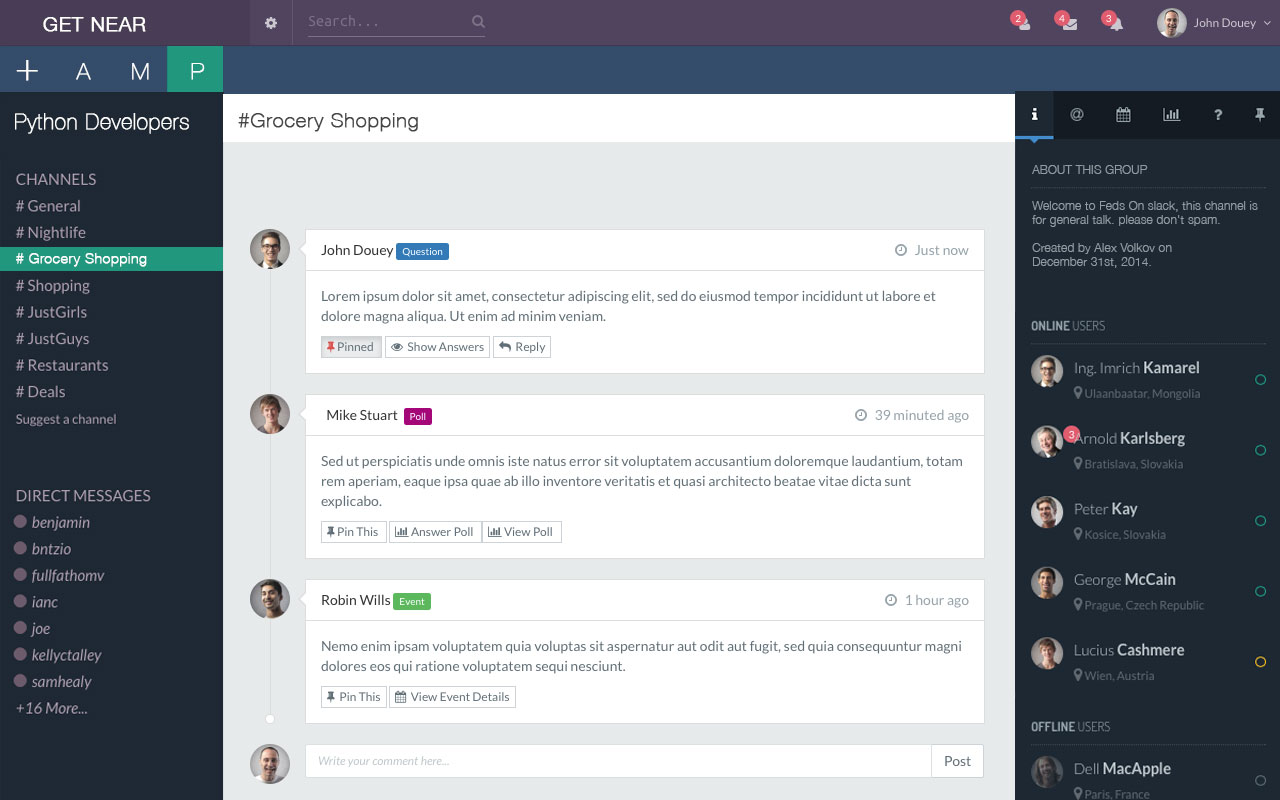 GET NEAR
Search...
2
4
3
John Douey
A M P
Python Developers
CHANNELS
# General
# Nightlife
# Grocery Shopping
# Shopping
# JustGirls
# JustGuys
# Restaurants
# Deals
Suggest a channel
DIRECT MESSAGES
benjamin
bntzio
fullfathomv
ianc
joe
kellyctalley
samhealy
+16 More...
#Grocery Shopping
John Douey Question Just now
Lorem ipsum dolor sit amet, consectetur adipiscing elit, sed do eiusmod tempor incididunt ut labore et
dolore magna aliqua. Ut enim ad minim veniam.
Pinned Show Answers Reply
Mike Stuart Poll 39 minuted ago
Sed ut perspiciatis unde omnis iste natus error sit voluptatem accusantium doloremque laudantium, totam
rem aperiam, eaque ipsa quae ab illo inventore veritatis et quasi architecto beatae vitae dicta sunt
explicabo.
Pin This Answer Poll View Poll
Robin Wills Event 1 hour ago
Nemo enim ipsam voluptatem quia voluptas sit aspernatur aut odit aut fugit, sed quia consequuntur magni
dolores eos qui ratione voluptatem sequi nesciunt.
Pin This View Event Details
Write your comment here... Post
i @ ?
ABOUT THIS GROUP
Welcome to Feds On slack, this channel is
for general talk. please don't spam.
Created by Alex Volkov on
December 31st, 2014.
ONLINE USERS
Ing. Imrich Kamarel
Ulaanbaatar, Mongolia
3
Arnold Karlsberg
Bratislava, Slovakia
Peter Kay
Kosice, Slovakia
George McCain
Prague, Czech Republic
Lucius Cashmere
Wien, Austria
OFFLINE USERS
Dell MacApple
Paris, France